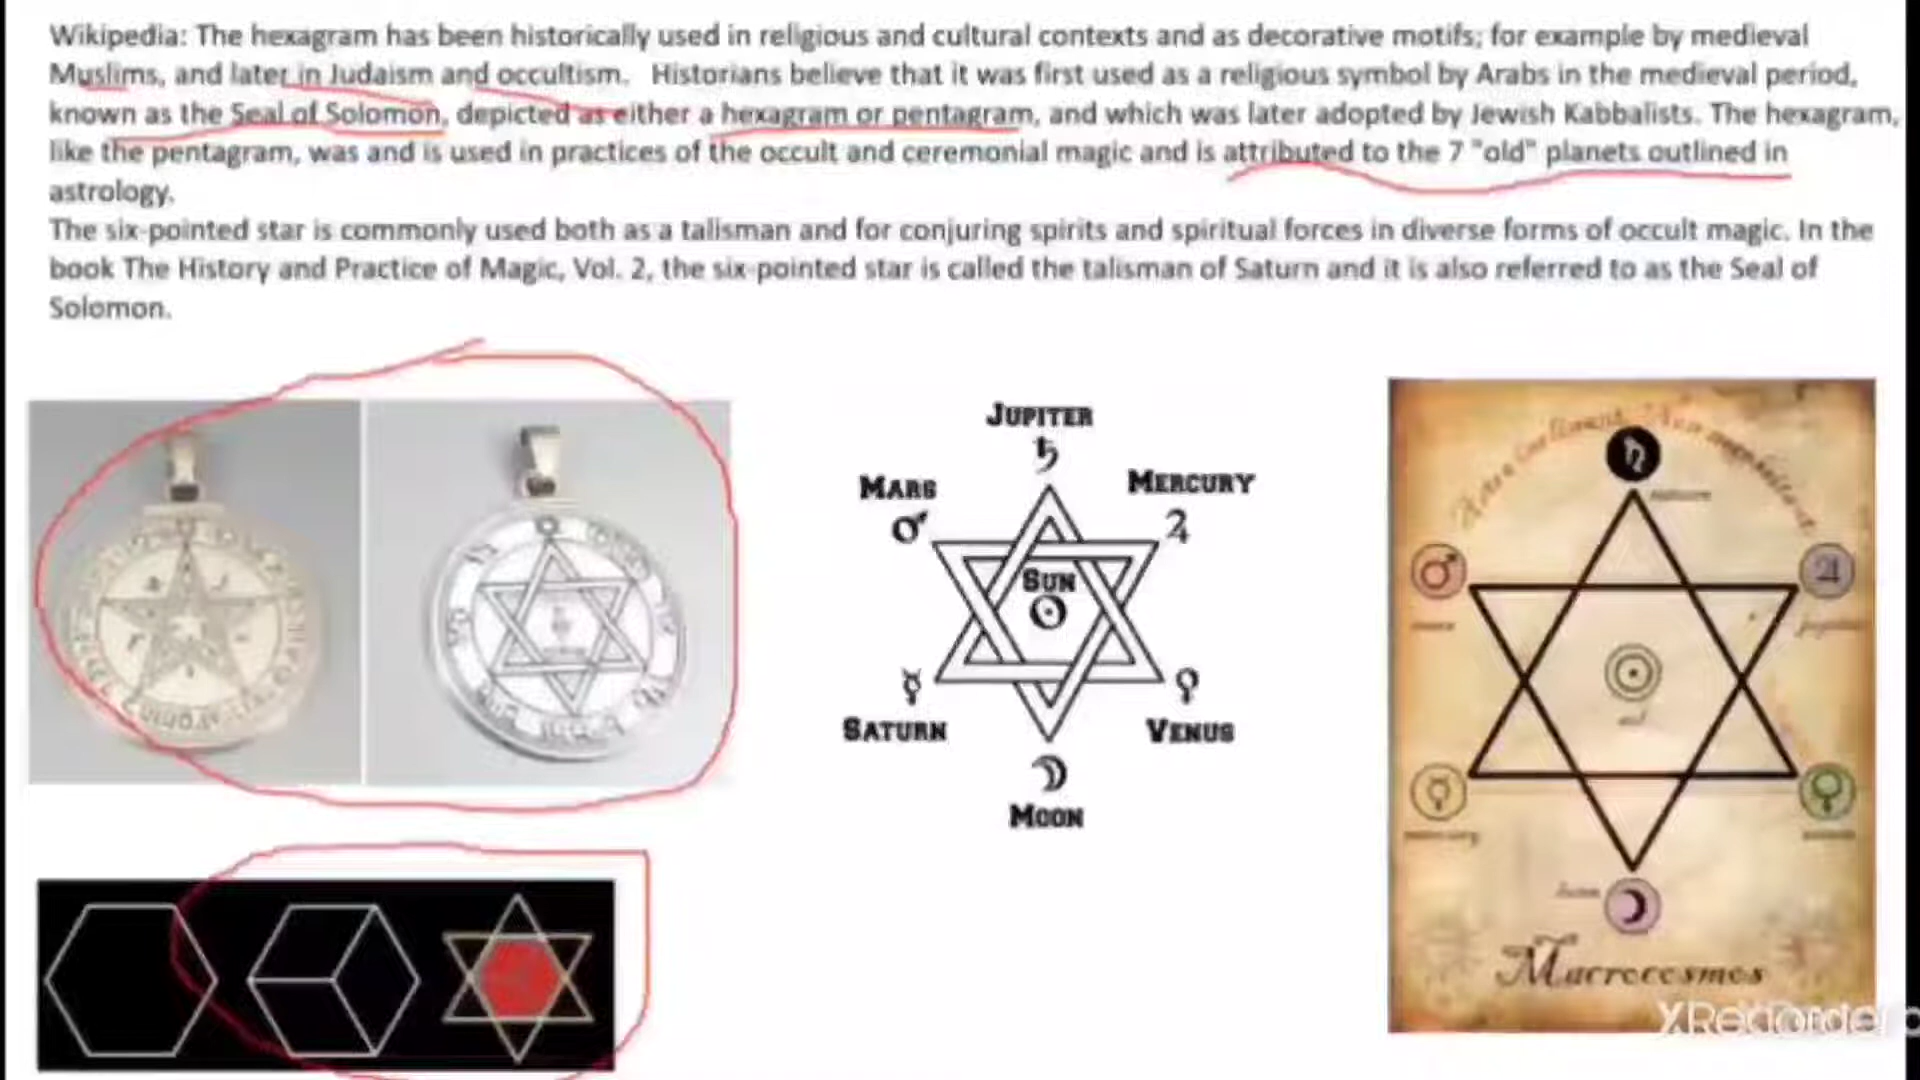 Wikipedia: The hexagram has been historically used in religious and cultural contexts and as decorative motifs; for example by medieval
Muslims, and later in Judaism and occultism. Historians believe that it was first used as a religious symbol by Arabs in the medieval period,
known as the Seal of Solomon, depicted as either a hexagram or pentagram, and which was later adopted by Jewish Kabbalists. The hexagram,
like the pentagram, was and is used in practices of the occult and ceremonial magic and is attributed to the 7 "old" planets outlined in
astrology.
The six-pointed star is commonly used both as a talisman and for conjuring spirits and spiritual forces in diverse forms of occult magic. In the
book The History and Practice of Magic, Vol. 2, the six-pointed star is called the talisman of Saturn and it is also referred to as the Seal of
Solomon.
JUPITER
MARS
MERCURY
SUN
SATURN
VENUS
MOON
Macrocosmos